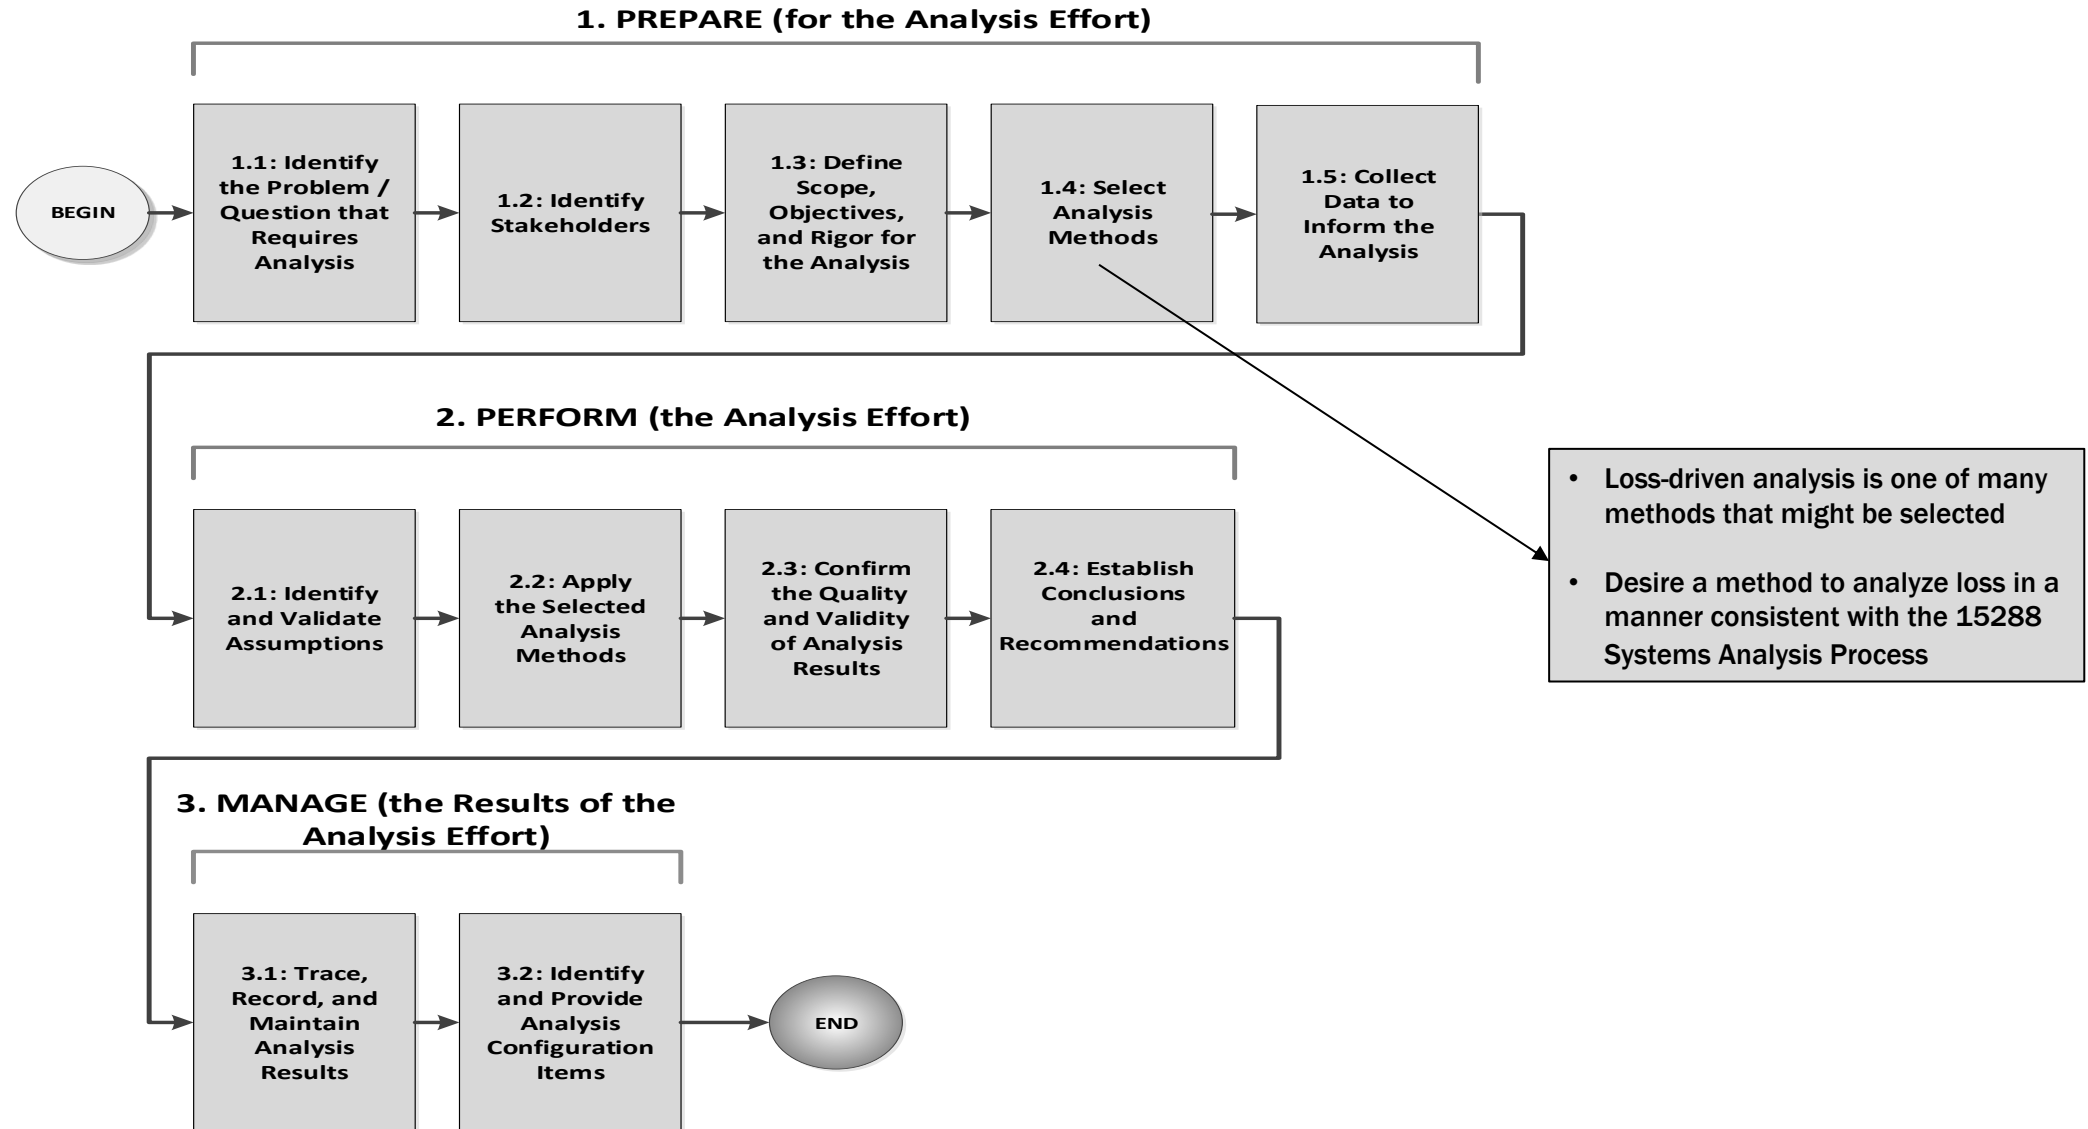 1. PREPARE (for the Analysis Effort)
BEGIN
1.1: Identify
the Problem /
Question that
Requires
Analysis
1.2: Identify
Stakeholders
1.3: Define
Scope,
Objectives,
and Rigor for
the Analysis
1.4: Select
Analysis
Methods
1.5: Collect
Data to
Inform the
Analysis
2. PERFORM (the Analysis Effort)
2.1: Identify
and Validate
Assumptions
2.2: Apply
the Selected
Analysis
Methods
2.3: Confirm
the Quality
and Validity
of Analysis
Results
2.4: Establish
Conclusions
and
Recommendations
• Loss-driven analysis is one of many
methods that might be selected
• Desire a method to analyze loss in a
manner consistent with the 15288
Systems Analysis Process
3. MANAGE (the Results of the
Analysis Effort)
3.1: Trace,
Record, and
Maintain
Analysis
Results
3.2: Identify
and Provide
Analysis
Configuration
Items
END